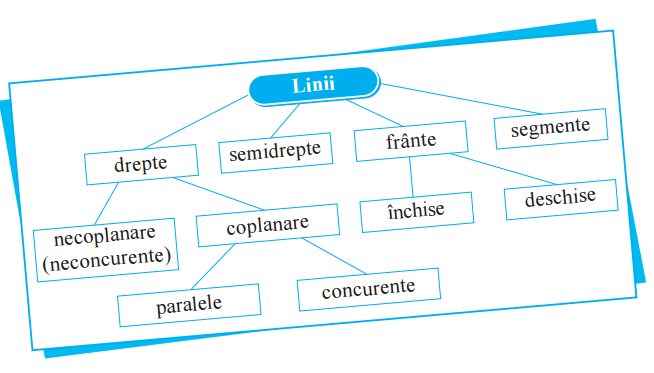 Linii
drepte
semidrepte
frânte
segmente
necoplanare
(neconcurente)
coplanare
închise
deschise
paralele
concurente